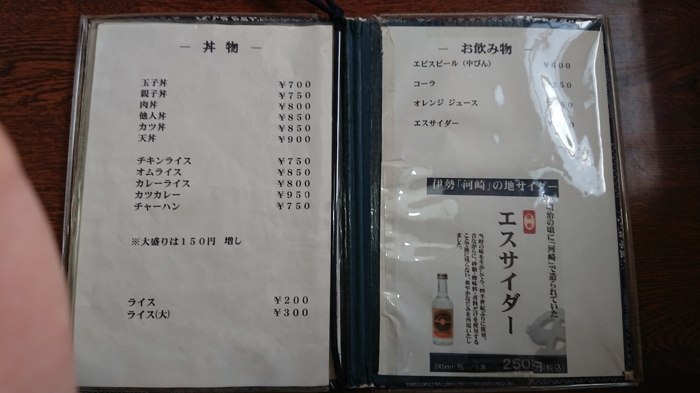 — 丼 物 —
玉子丼 ￥７００
親子丼 ￥７５０
肉丼 ￥８００
他人丼 ￥８５０
カツ丼 ￥８５０
天丼 ￥９００
チキンライス ￥７５０
オムライス ￥８５０
カレーライス ￥８００
カツカレー ￥９５０
チャーハン ￥７５０
※大盛りは１５０円 増し
ライス ￥２００
ライス(大) ￥３００
— お飲み物 —
エビスビール（中びん）
コーラ
オレンジ ジュース
エスサイダー
伊勢「河崎」の地サイダー
治の頃に「河崎」で造られていた
エスサイダー
245ml/瓶
250円(税込)